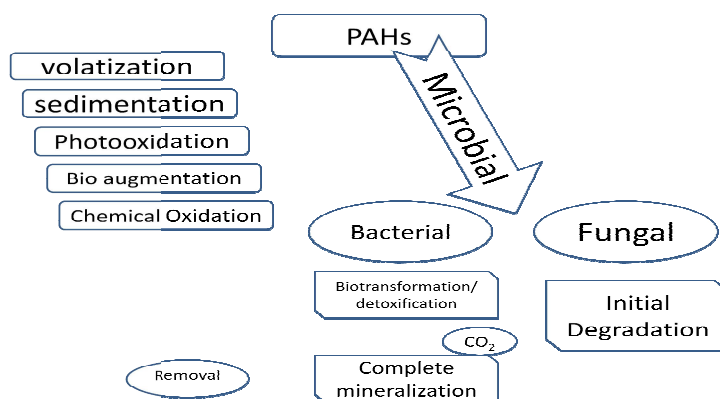 PAHs
volatization
sedimentation
Photooxidation
Bio augmentation
Chemical Oxidation
Microbial
Bacterial
Fungal
Biotransformation/
detoxification
Initial
Degradation
CO₂
Removal
Complete
mineralization